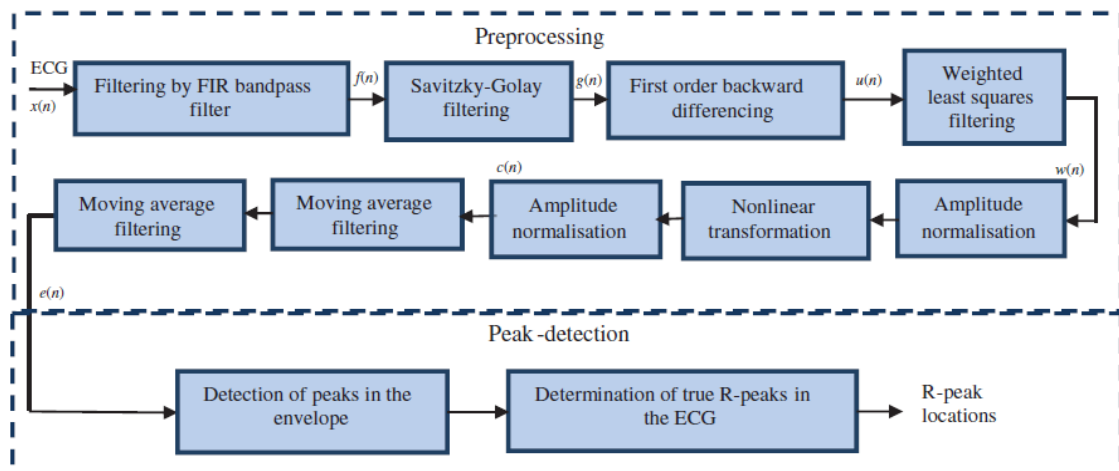 Preprocessing
ECG
x(n)
Filtering by FIR bandpass
filter
f(n)
Savitzky-Golay
filtering
g(n)
First order backward
differencing
u(n)
Weighted
least squares
filtering
w(n)
Amplitude
normalisation
Nonlinear
transformation
Amplitude
normalisation
c(n)
Moving average
filtering
Moving average
filtering
e(n)
Peak-detection
Detection of peaks in the
envelope
Determination of true R-peaks in
the ECG
R-peak
locations